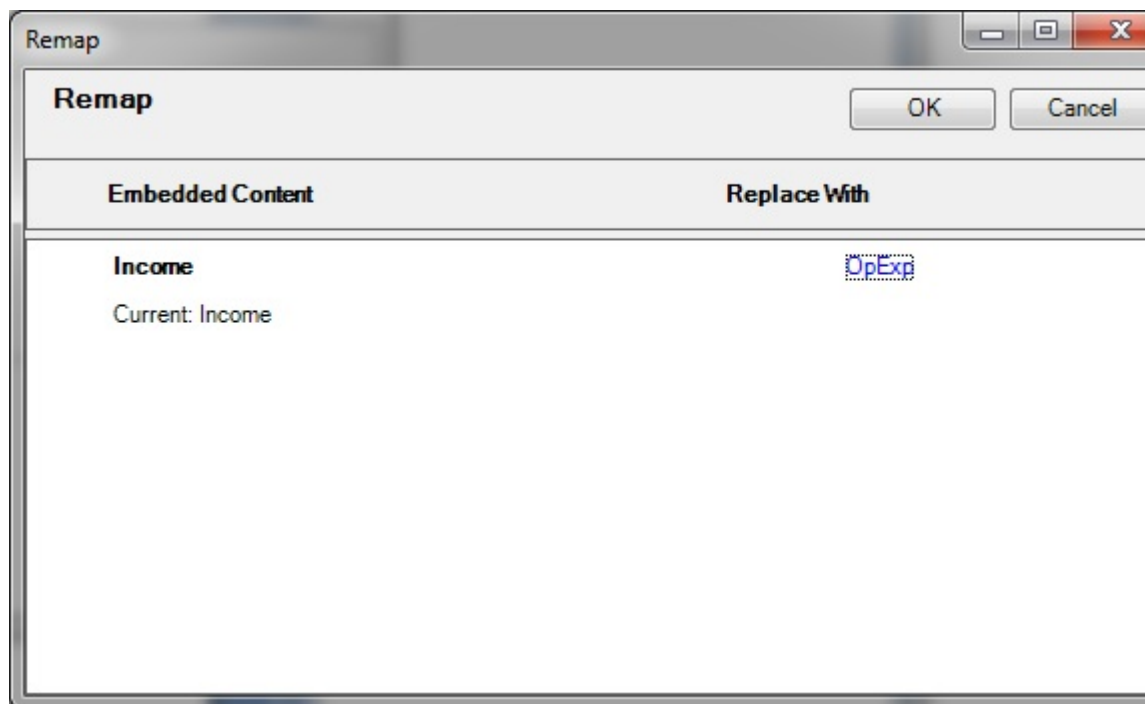 Remap
Remap
OK Cancel
Embedded Content Replace With
Income OpExp
Current: Income